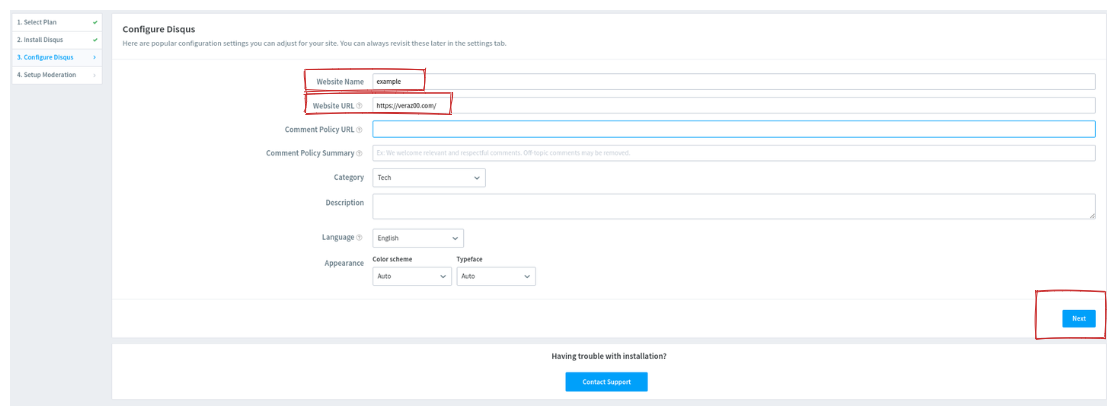 1. Select Plan
2. Install Disqus
3. Configure Disqus
4. Setup Moderation
Configure Disqus
Here are popular configuration settings you can adjust for your site. You can always revisit these later in the settings tab.
Website Name example
Website URL https://veraz00.com/
Comment Policy URL
Comment Policy Summary Ex: We welcome relevant and respectful comments. Off-topic comments may be removed.
Category Tech
Description
Language English
Appearance
Color scheme Typeface
Auto Auto
Next
Having trouble with installation?
Contact Support